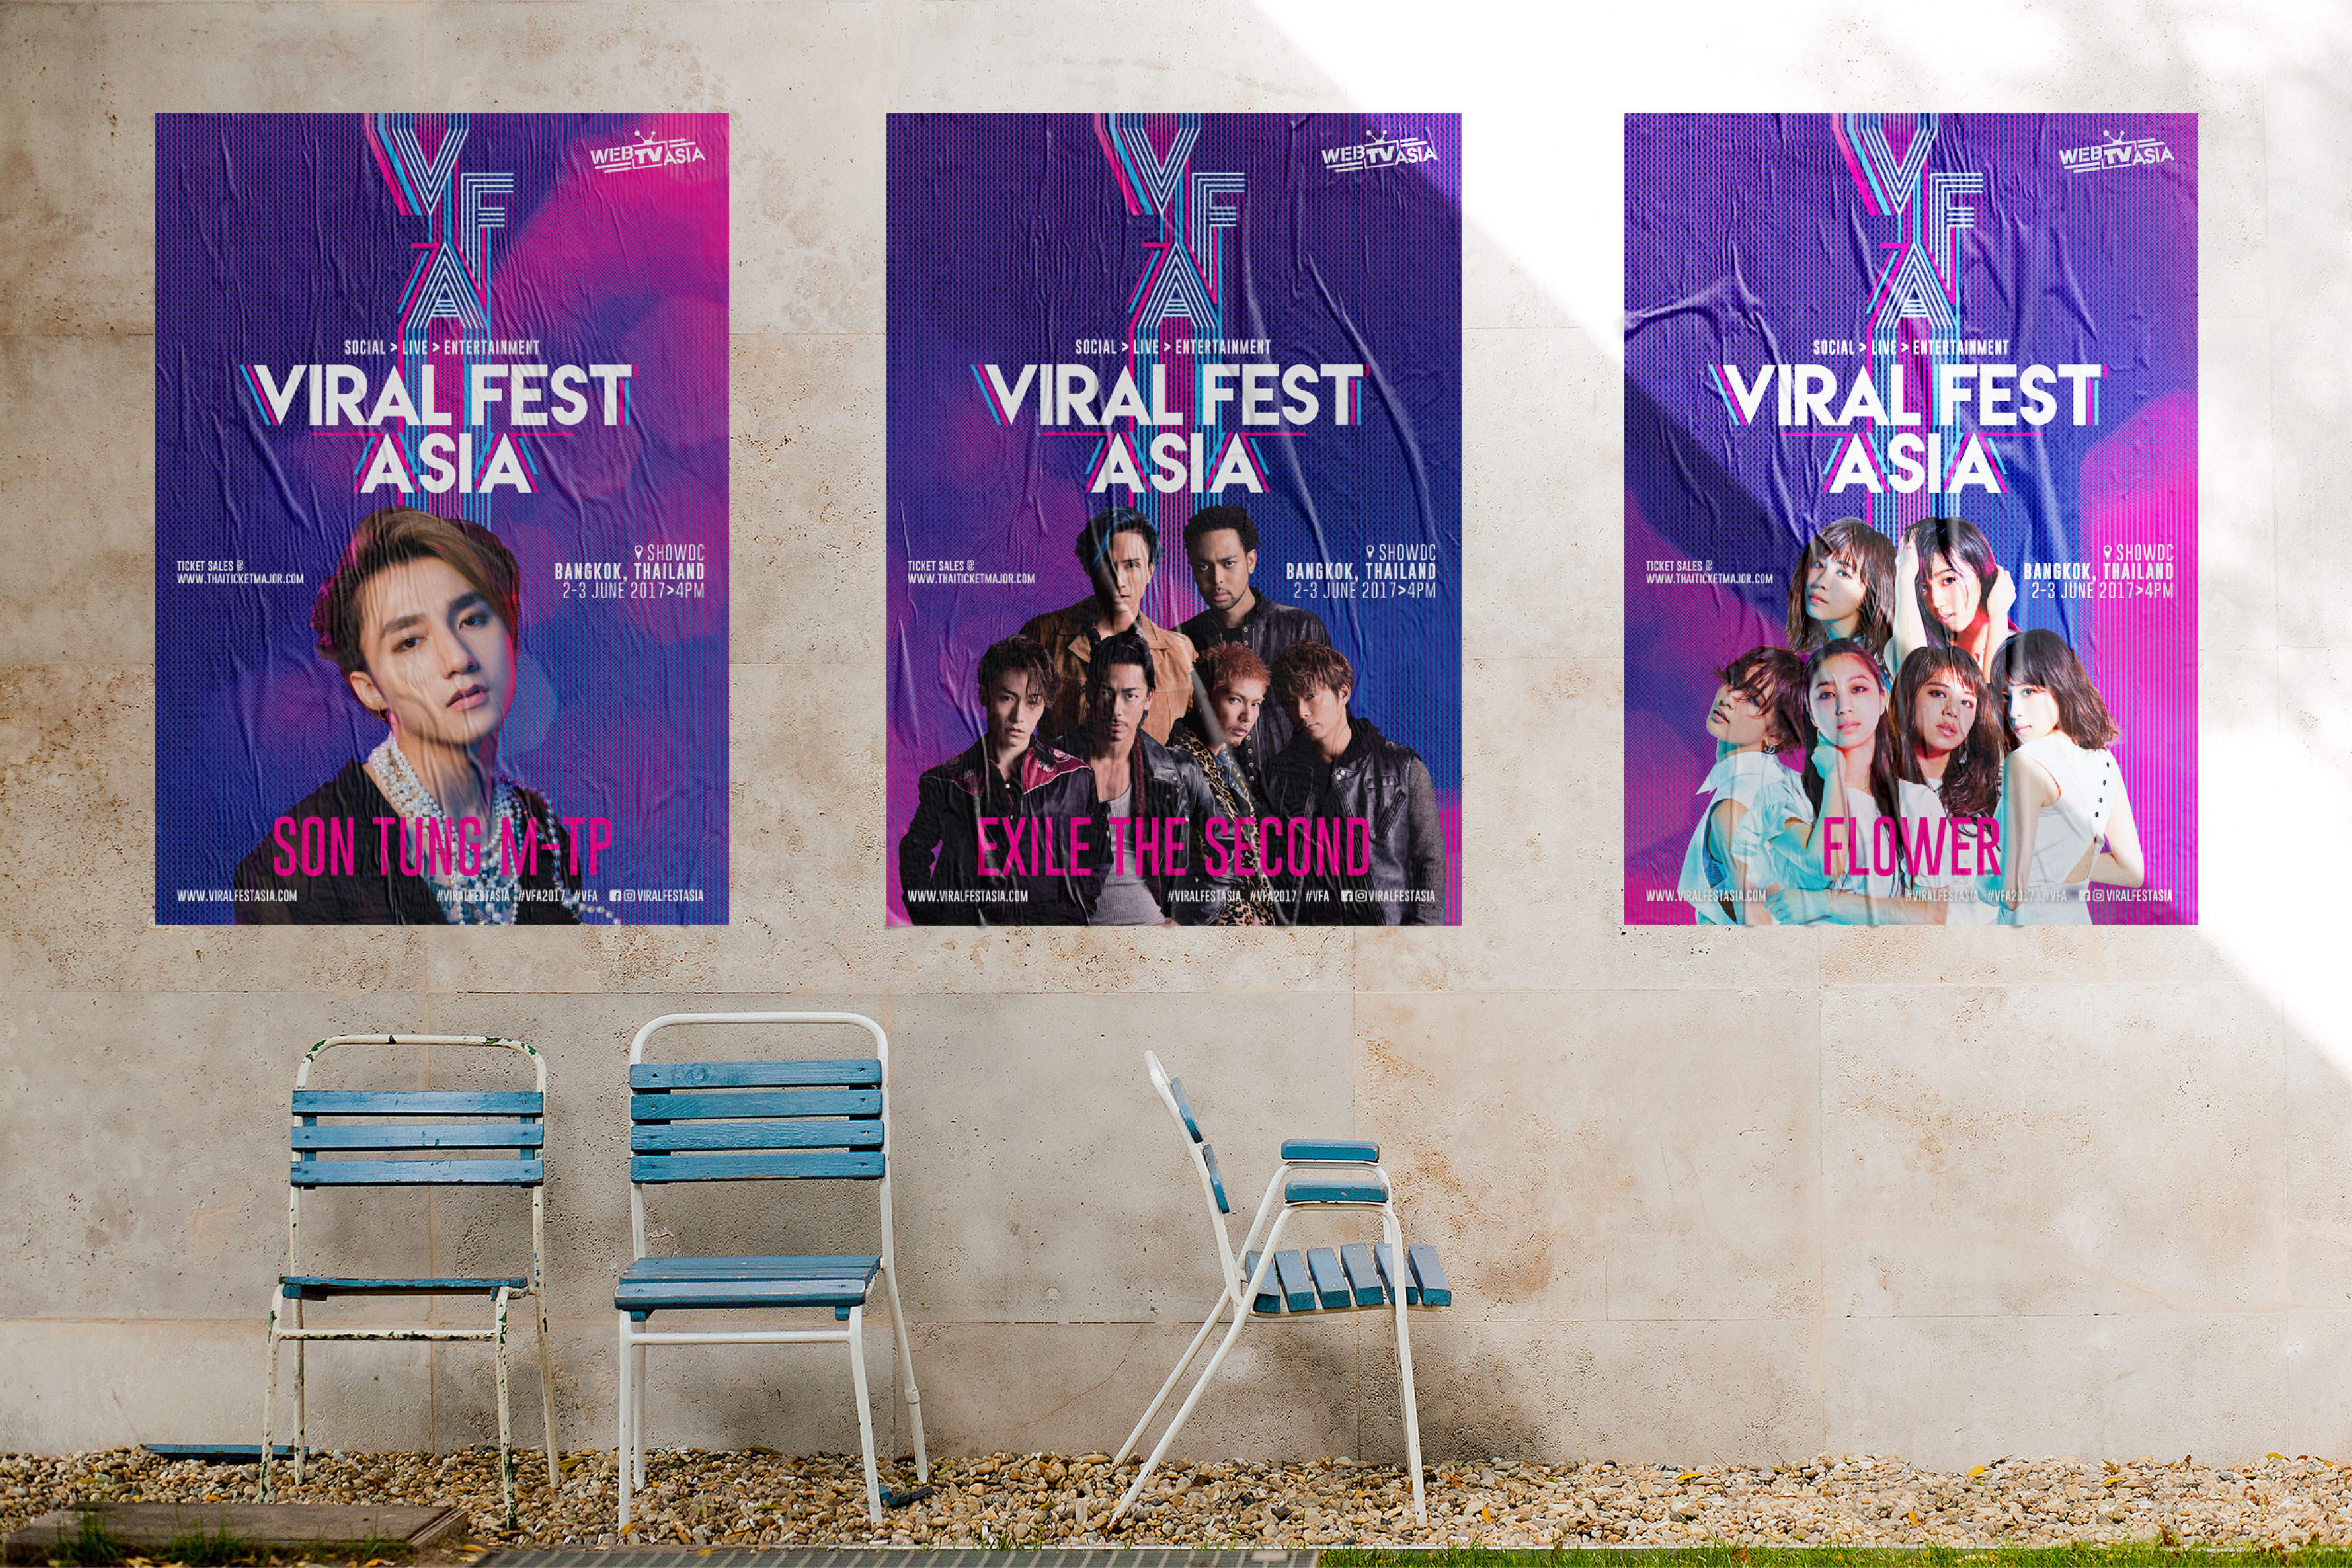 VFA
WEBTVASIA
SOCIAL > LIVE > ENTERTAINMENT
VIRAL FEST
ASIA
TICKET SALES @
WWW.THAITICKETMAJOR.COM
SHOWDC
BANGKOK, THAILAND
2-3 JUNE 2017>4PM
SON TUNG M-TP
WWW.VIRALFESTASIA.COM
#VIRALFESTASIA #VFA2017 #VFA VIRALFESTASIA
VFA
WEBTVASIA
SOCIAL > LIVE > ENTERTAINMENT
VIRAL FEST
ASIA
TICKET SALES @
WWW.THAITICKETMAJOR.COM
SHOWDC
BANGKOK, THAILAND
2-3 JUNE 2017>4PM
EXILE THE SECOND
WWW.VIRALFESTASIA.COM
#VIRALFESTASIA #VFA2017 #VFA VIRALFESTASIA
VFA
WEBTVASIA
SOCIAL > LIVE > ENTERTAINMENT
VIRAL FEST
ASIA
TICKET SALES @
WWW.THAITICKETMAJOR.COM
SHOWDC
BANGKOK, THAILAND
2-3 JUNE 2017>4PM
FLOWER
WWW.VIRALFESTASIA.COM
#VIRALFESTASIA #VFA2017 #VFA VIRALFESTASIA